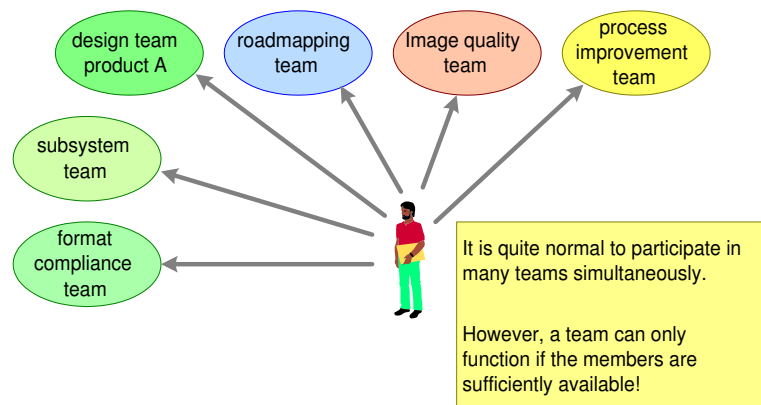 design team
product A
roadmapping
team
Image quality
team
process
improvement
team
subsystem
team
format
compliance
team
It is quite normal to participate in
many teams simultaneously.
However, a team can only
function if the members are
sufficiently available!